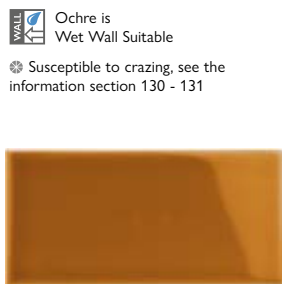 WALL
Ochre is
Wet Wall Suitable
Susceptible to crazing, see the
information section 130 - 131